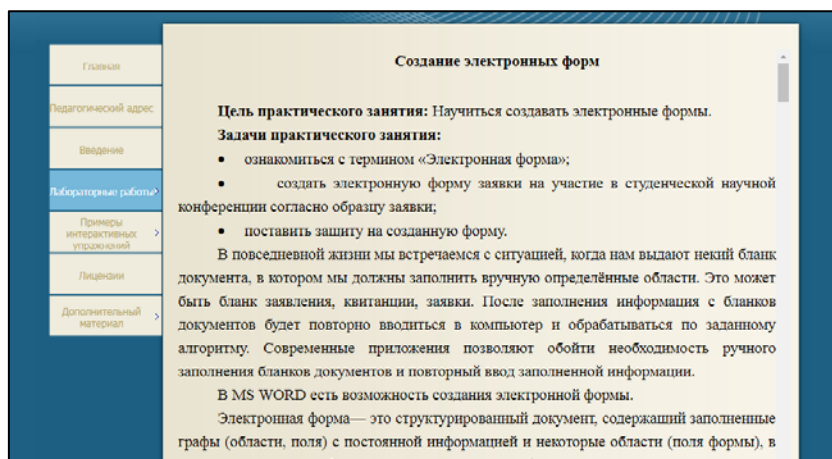 Главная
Педагогический адрес
Введение
Лабораторные работы
Примеры
интерактивных
упражнений
Лицензии
Дополнительный
материал
Создание электронных форм
Цель практического занятия: Научиться создавать электронные формы.
Задачи практического занятия:
• ознакомиться с термином «Электронная форма»;
• создать электронную форму заявки на участие в студенческой научной
конференции согласно образцу заявки;
• поставить защиту на созданную форму.
В повседневной жизни мы встречаемся с ситуацией, когда нам выдают некий бланк
документа, в котором мы должны заполнить вручную определённые области. Это может
быть бланк заявления, квитанции, заявки. После заполнения информация с бланков
документов будет повторно вводиться в компьютер и обрабатываться по заданному
алгоритму. Современные приложения позволяют обойти необходимость ручного
заполнения бланков документов и повторный ввод заполненной информации.
В MS WORD есть возможность создания электронной формы.
Электронная форма— это структурированный документ, содержащий заполненные
графы (области, поля) с постоянной информацией и некоторые области (поля формы), в